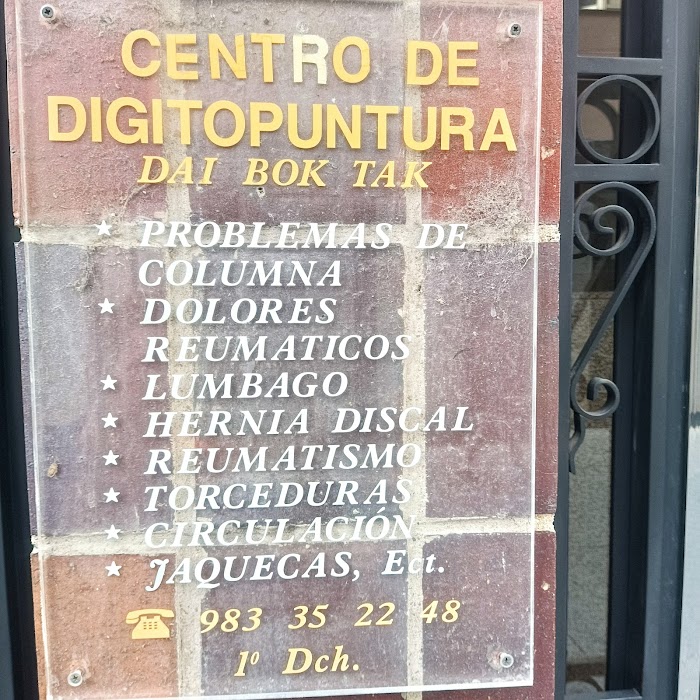 CENTRO DE
DIGITOPUNTURA
DAI BOK TAK
★ PROBLEMAS DE
COLUMNA
★ DOLORES
REUMATICOS
★ LUMBAGO
★ HERNIA DISCAL
★ REUMATISMO
★ TORCEDURAS
★ CIRCULACIÓN
★ JAQUECAS, Ect.
☎ 983 35 22 48
1º Dch.